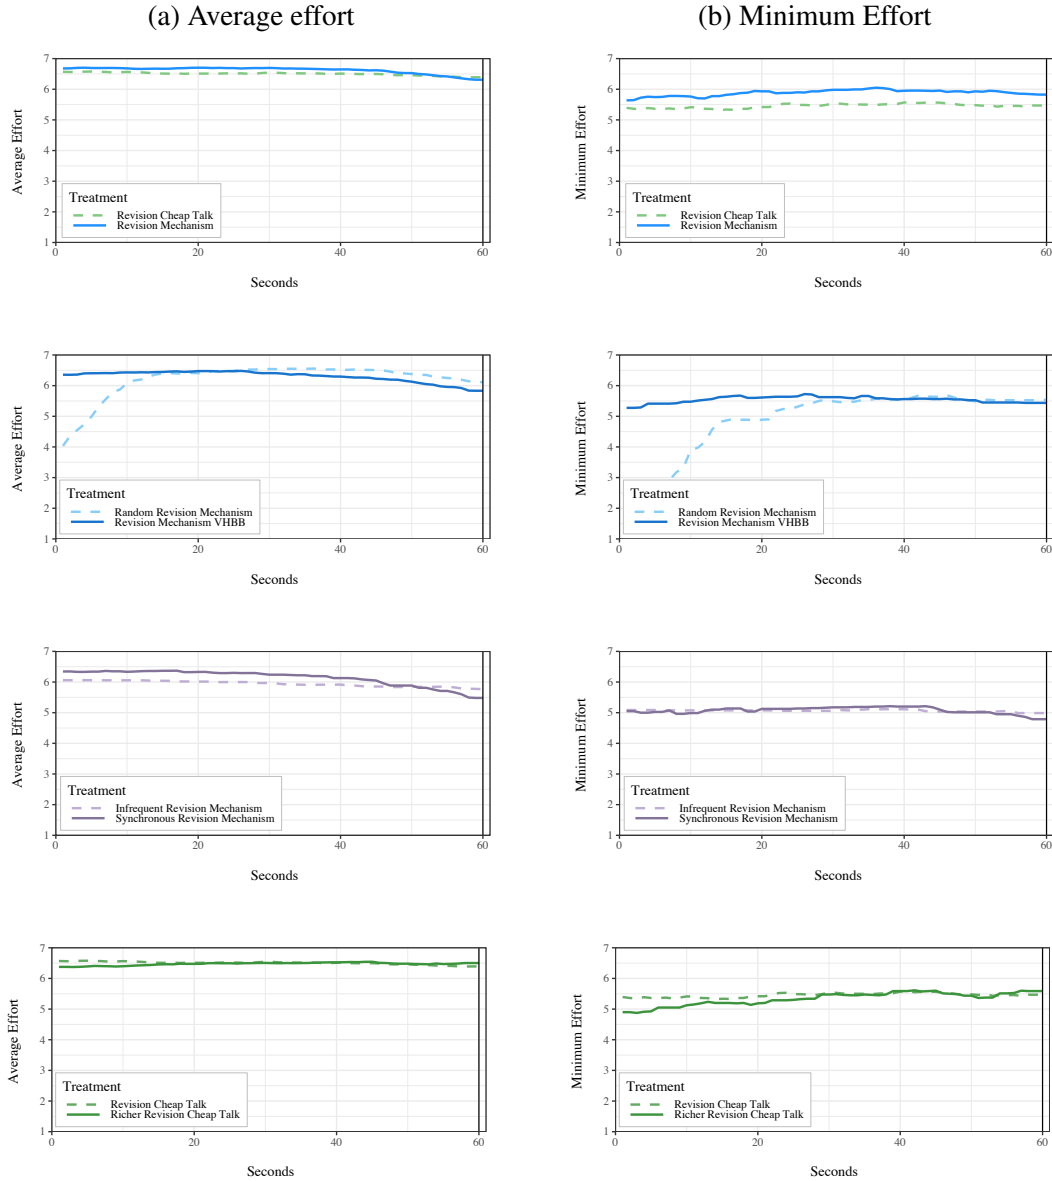 (a) Average effort
(b) Minimum Effort
7
6
5
4
3
2
1
Average Effort
Treatment
Revision Cheap Talk
Revision Mechanism
0
20
40
60
Seconds
7
6
5
4
3
2
1
Minimum Effort
Treatment
Revision Cheap Talk
Revision Mechanism
0
20
40
60
Seconds
7
6
5
4
3
2
1
Average Effort
Treatment
Random Revision Mechanism
Revision Mechanism VHBB
0
20
40
60
Seconds
7
6
5
4
3
2
1
Minimum Effort
Treatment
Random Revision Mechanism
Revision Mechanism VHBB
0
20
40
60
Seconds
7
6
5
4
3
2
1
Average Effort
Treatment
Infrequent Revision Mechanism
Synchronous Revision Mechanism
0
20
40
60
Seconds
7
6
5
4
3
2
1
Minimum Effort
Treatment
Infrequent Revision Mechanism
Synchronous Revision Mechanism
0
20
40
60
Seconds
7
6
5
4
3
2
1
Average Effort
Treatment
Revision Cheap Talk
Richer Revision Cheap Talk
0
20
40
60
Seconds
7
6
5
4
3
2
1
Minimum Effort
Treatment
Revision Cheap Talk
Richer Revision Cheap Talk
0
20
40
60
Seconds